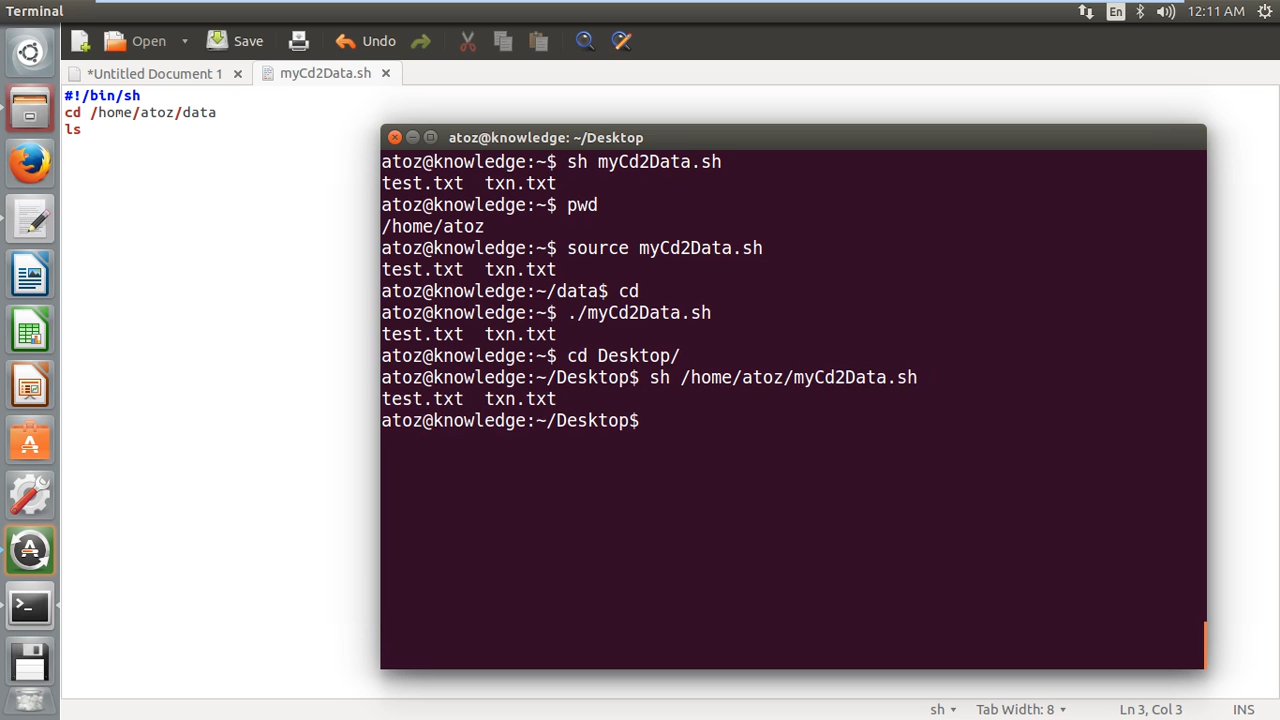 Terminal
En
12:11 AM
Open
Save
Undo
*Untitled Document 1
myCd2Data.sh
#!/bin/sh
cd /home/atoz/data
ls
atoz@knowledge: ~/Desktop
atoz@knowledge:~$ sh myCd2Data.sh
test.txt  txn.txt
atoz@knowledge:~$ pwd
/home/atoz
atoz@knowledge:~$ source myCd2Data.sh
test.txt  txn.txt
atoz@knowledge:~/data$ cd
atoz@knowledge:~$ ./myCd2Data.sh
test.txt  txn.txt
atoz@knowledge:~$ cd Desktop/
atoz@knowledge:~/Desktop$ sh /home/atoz/myCd2Data.sh
test.txt  txn.txt
atoz@knowledge:~/Desktop$
sh
Tab Width: 8
Ln 3, Col 3
INS